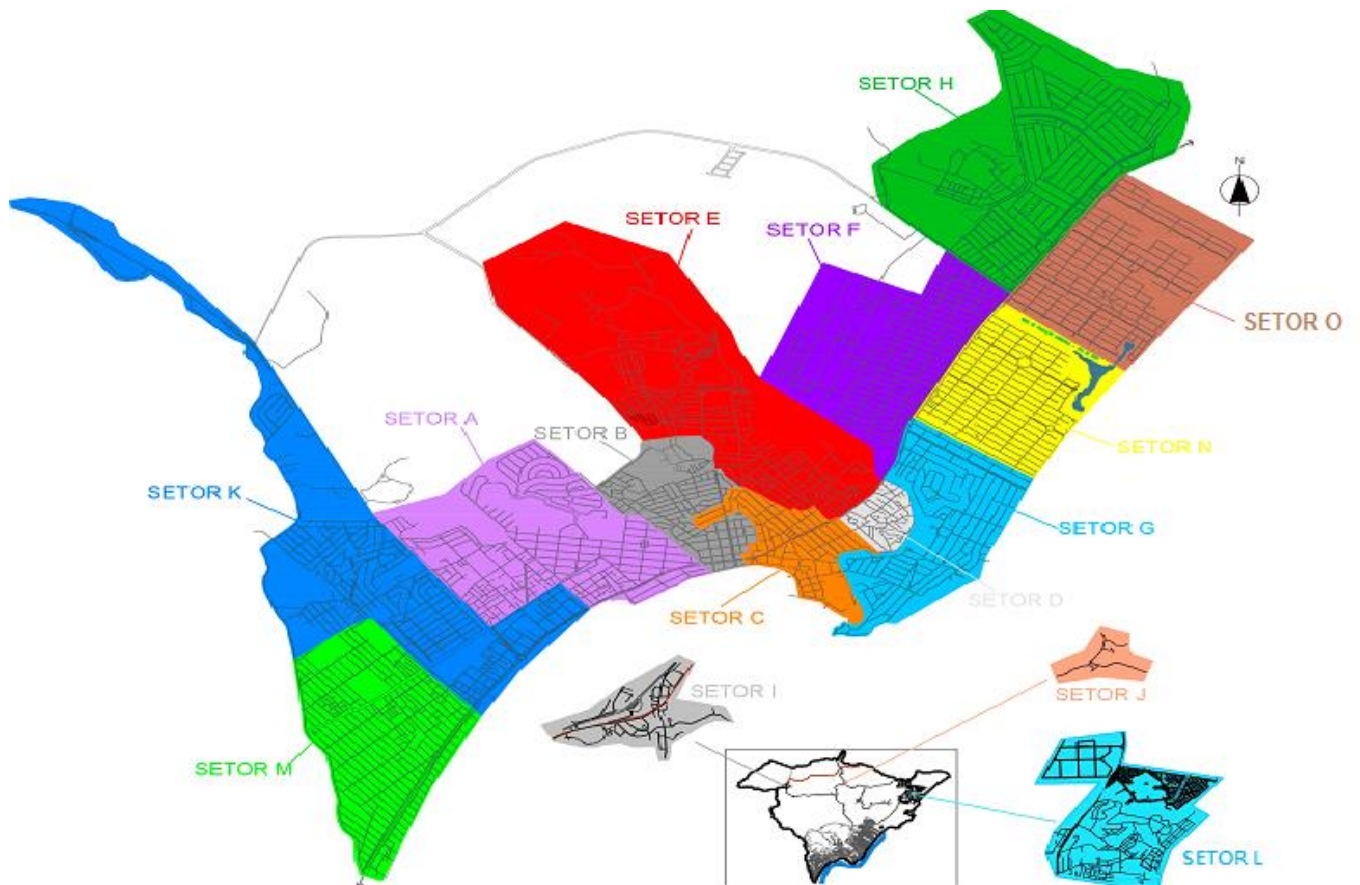 SETOR H
N
SETOR E
SETOR F
SETOR O
SETOR A
SETOR B
SETOR N
SETOR K
SETOR G
SETOR D
SETOR C
SETOR I
SETOR J
SETOR M
SETOR L